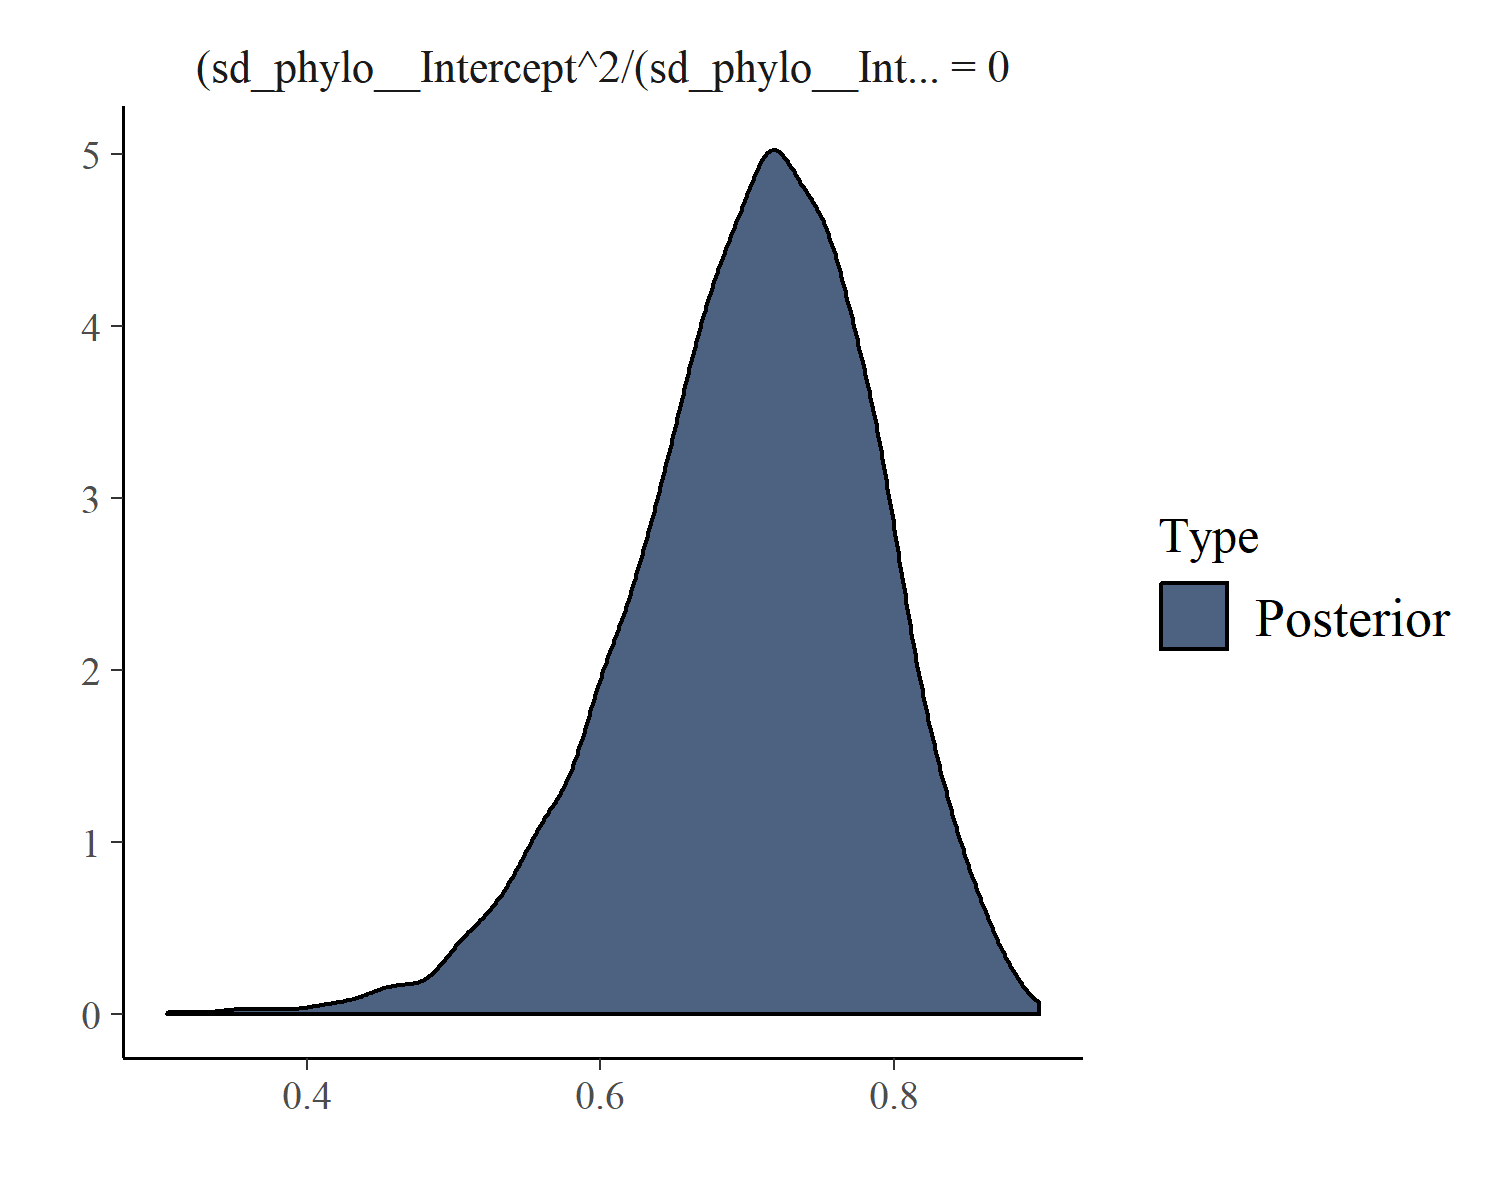 (sd_phylo__Intercept^2/(sd_phylo__Int... = 0
5
4
3
2
1
0
0.4 0.6 0.8
Type
Posterior